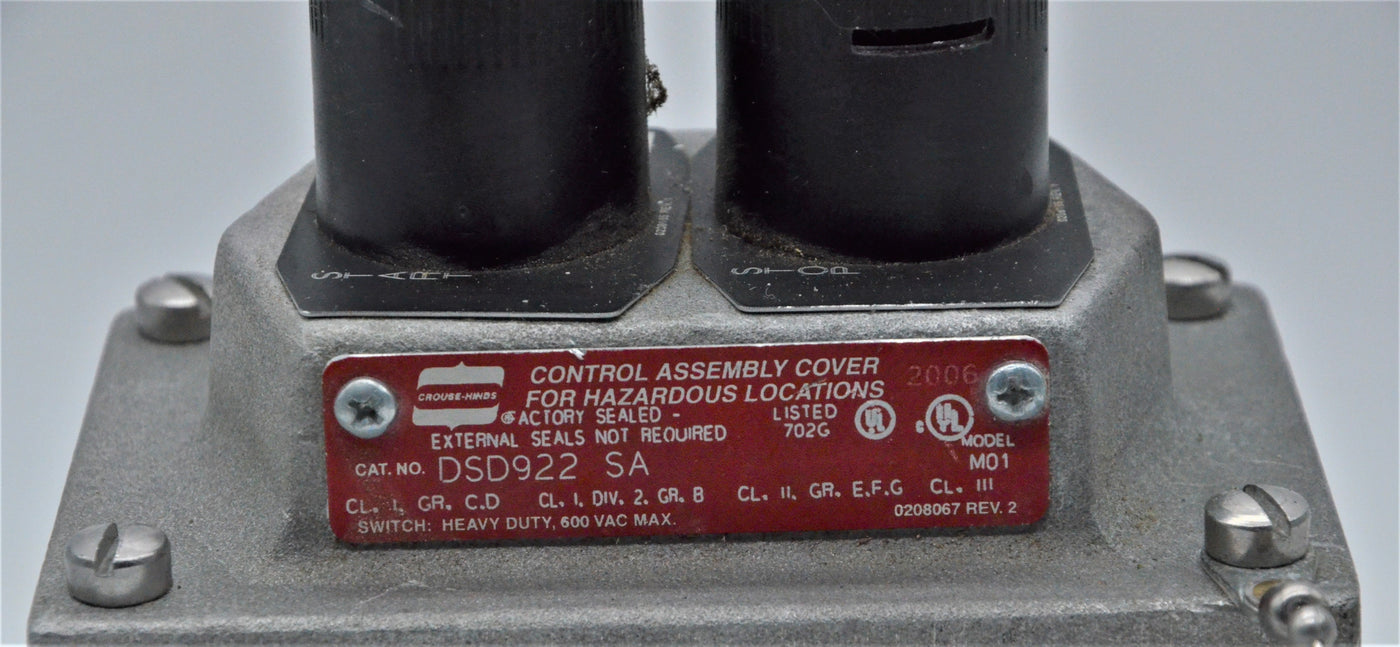 START
STOP
CROUSE-HINDS
CONTROL ASSEMBLY COVER
FOR HAZARDOUS LOCATIONS
2006
FACTORY SEALED -
EXTERNAL SEALS NOT REQUIRED
LISTED
702G
UL
c UL
MODEL
M01
CAT. NO. DSD922 SA
CL. I, GR. C.D CL. I, DIV. 2. GR. B CL. II, GR. E.F.G CL. III
SWITCH: HEAVY DUTY, 600 VAC MAX.
0208067 REV. 2